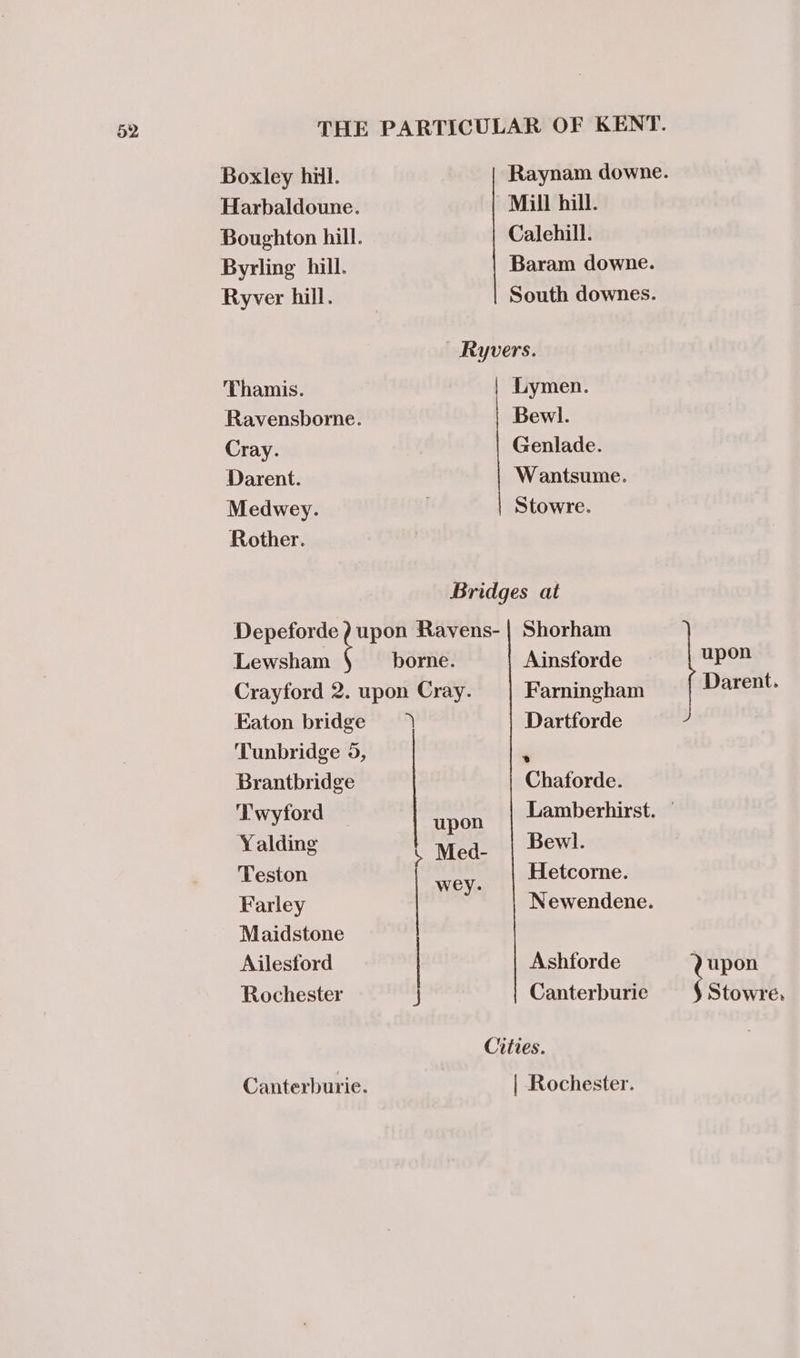 52 THE PARTICULAR OF KENT.
Boxley hill.
Harbaldoune.
Boughton hill.
Byrling hill.
Ryver hill.
Raynam downe.
Mill hill.
Calehill.
Baram downe.
South downes.
Ryvers.
Thamis.
Ravensborne.
Cray.
Darent.
Medwey.
Rother.
Lymen.
Bewl.
Genlade.
Wantsume.
Stowre.
Bridges at
Depeforde } upon Ravens-
Lewsham } borne.
Crayford 2. upon Cray.
Eaton bridge
Tunbridge 5,
Brantbridge
Twyford
Yalding
Teston
Farley
Maidstone
Ailesford
Rochester
} upon
Med-
wey.
Shorham
Ainsforde
Farningham
Dartforde
} upon
Darent.
Chaforde.
Lamberhirst.
Bewl.
Hetcorne.
Newendene.
Ashforde } upon
Canterburie } Stowre.
Cities.
Canterburie. | Rochester.